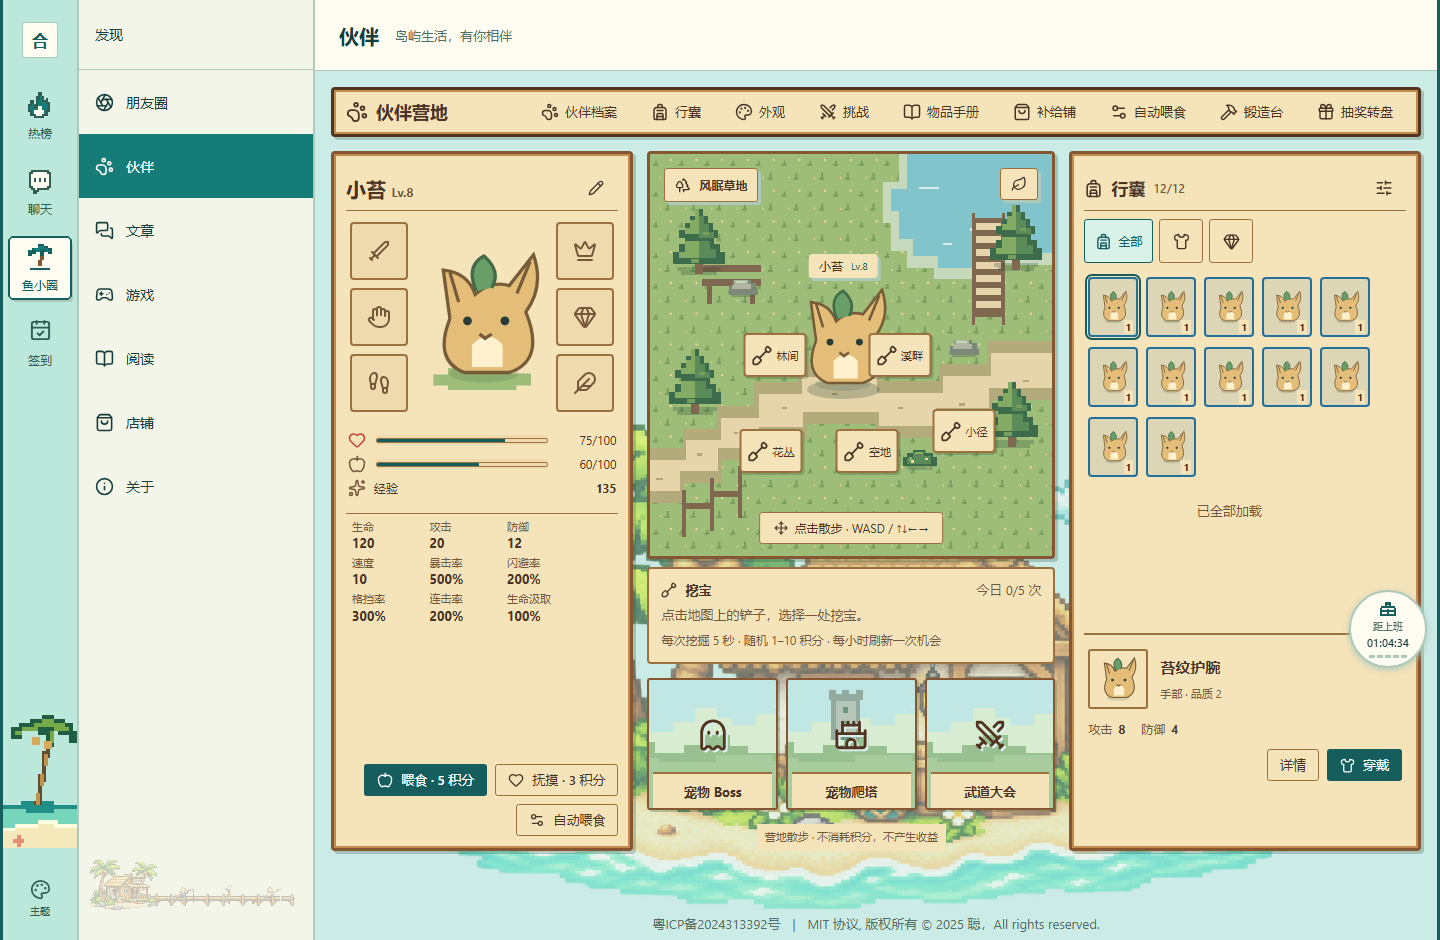 合
热榜
聊天
鱼小圈
签到
主题
发现
朋友圈
伙伴
文章
游戏
阅读
店铺
关于
伙伴 岛屿生活，有你相伴
伙伴营地 伙伴档案 行囊 外观 挑战 物品手册 补给铺 自动喂食 锻造台 抽奖转盘
小苔 Lv.8
75/100
60/100
经验 135
生命 攻击 防御
120 20 12
速度 暴击率 闪避率
10 500% 200%
格挡率 连击率 生命汲取
300% 200% 100%
喂食 · 5 积分 抚摸 · 3 积分
自动喂食
风眠草地
小苔 Lv.8
林间 溪畔
小径
花丛 空地
点击散步 · WASD / ↑↓←→
挖宝 今日 0/5 次
点击地图上的铲子，选择一处挖宝。
每次挖掘 5 秒 · 随机 1–10 积分 · 每小时刷新一次机会
宠物 Boss 宠物爬塔 武道大会
营地散步 · 不消耗积分，不产生收益
行囊 12/12
全部
1 1 1 1 1
1 1 1 1 1
1 1
已全部加载
距上班
01:04:34
苔纹护腕
手部 · 品质 2
攻击 8 防御 4
详情 穿戴
粤ICP备2024313392号 | MIT 协议, 版权所有 © 2025 聪，All rights reserved.